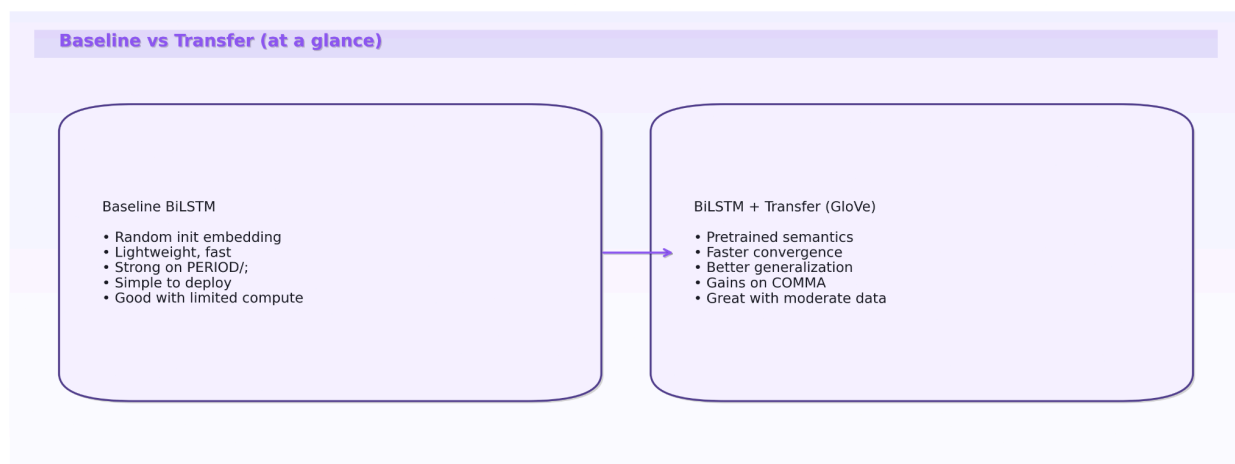 Baseline vs Transfer (at a glance)
Baseline BiLSTM
• Random init embedding
• Lightweight, fast
• Strong on PERIOD/;
• Simple to deploy
• Good with limited compute
BiLSTM + Transfer (GloVe)
• Pretrained semantics
• Faster convergence
• Better generalization
• Gains on COMMA
• Great with moderate data